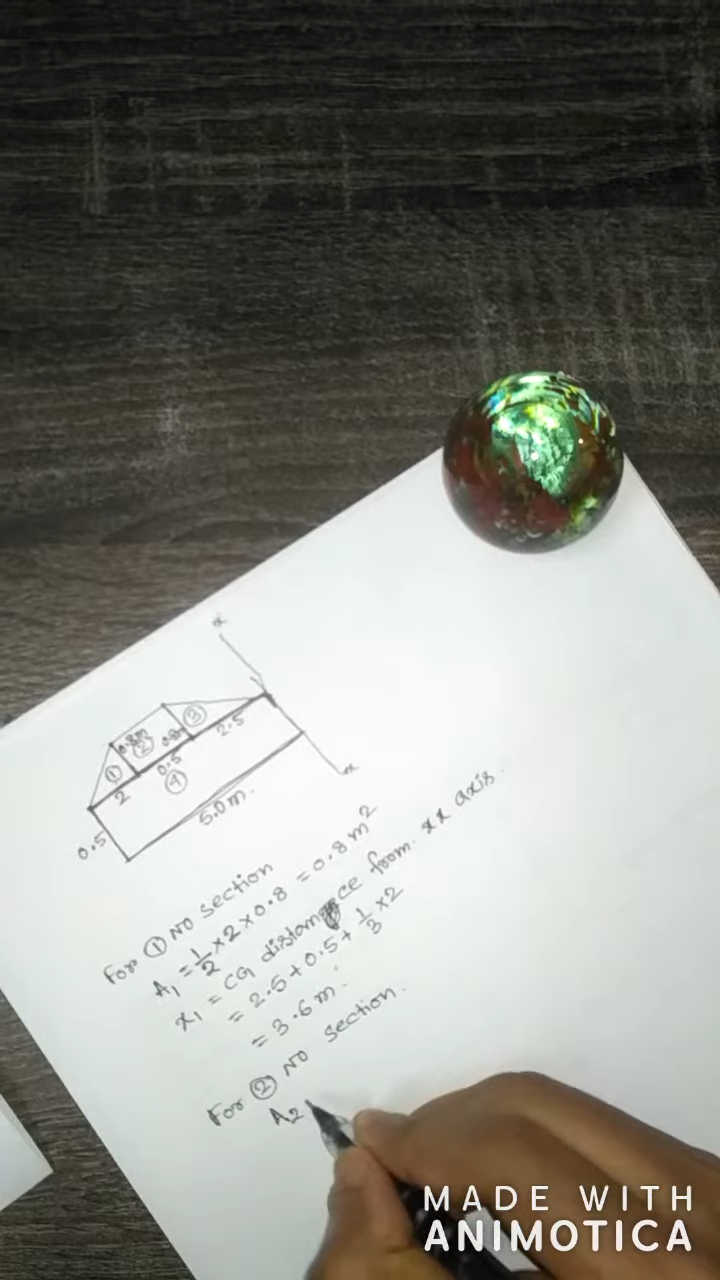 x
0.8m
2
0.8m
3
1
0.5
2.5
2
4
x
0.5
5.0m.
For 1 NO section
A1 = 1/2 × 2 × 0.8 = 0.8 m²
x1 = CG distance from xx axis.
= 2.5 + 0.5 + 1/3 × 2
= 3.6 m.
For 2 NO section.
A2
MADE WITH
ANIMOTICA